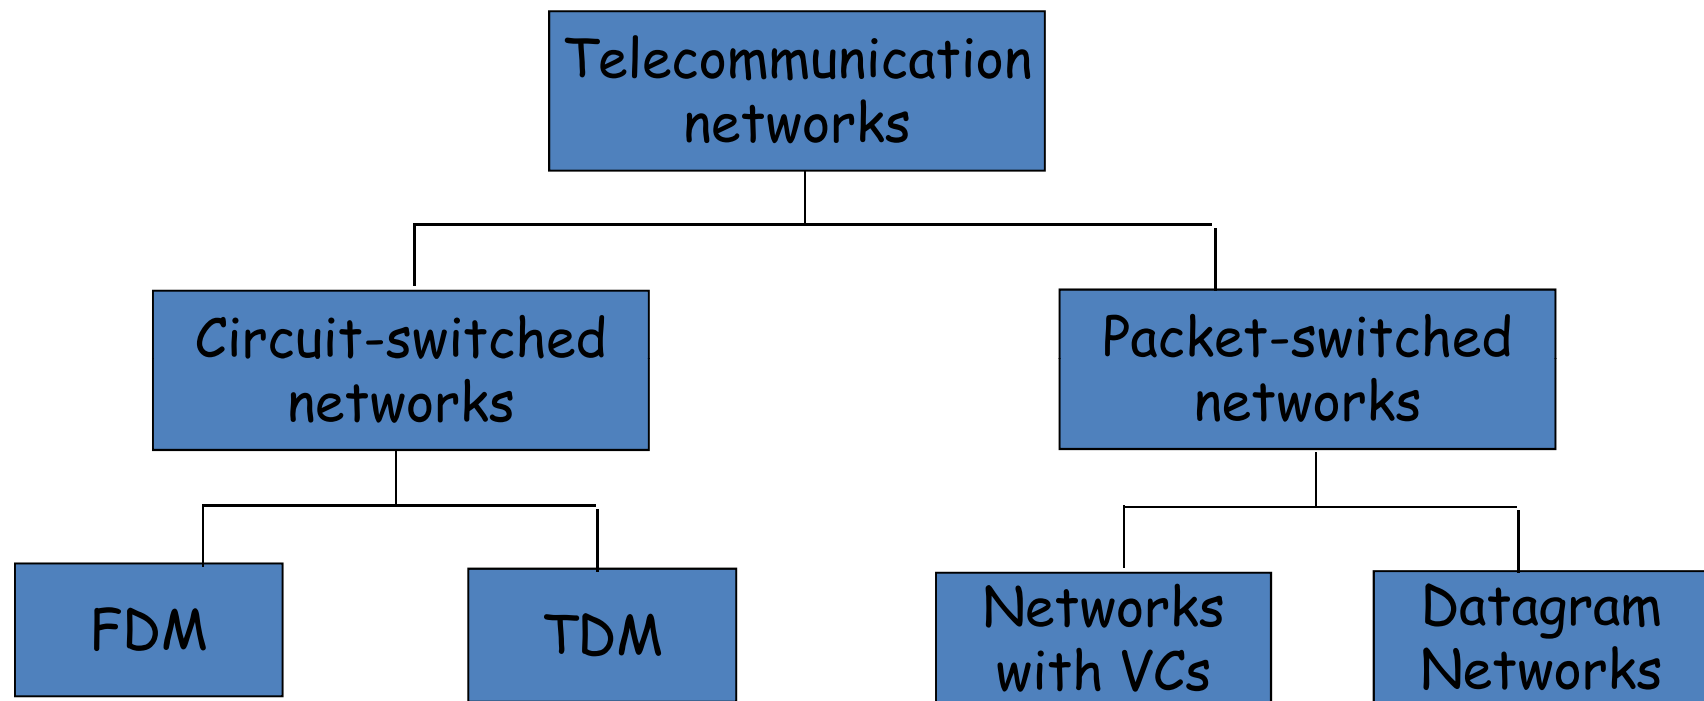 Telecommunication
networks
Circuit-switched
networks
Packet-switched
networks
FDM
TDM
Networks
with VCs
Datagram
Networks